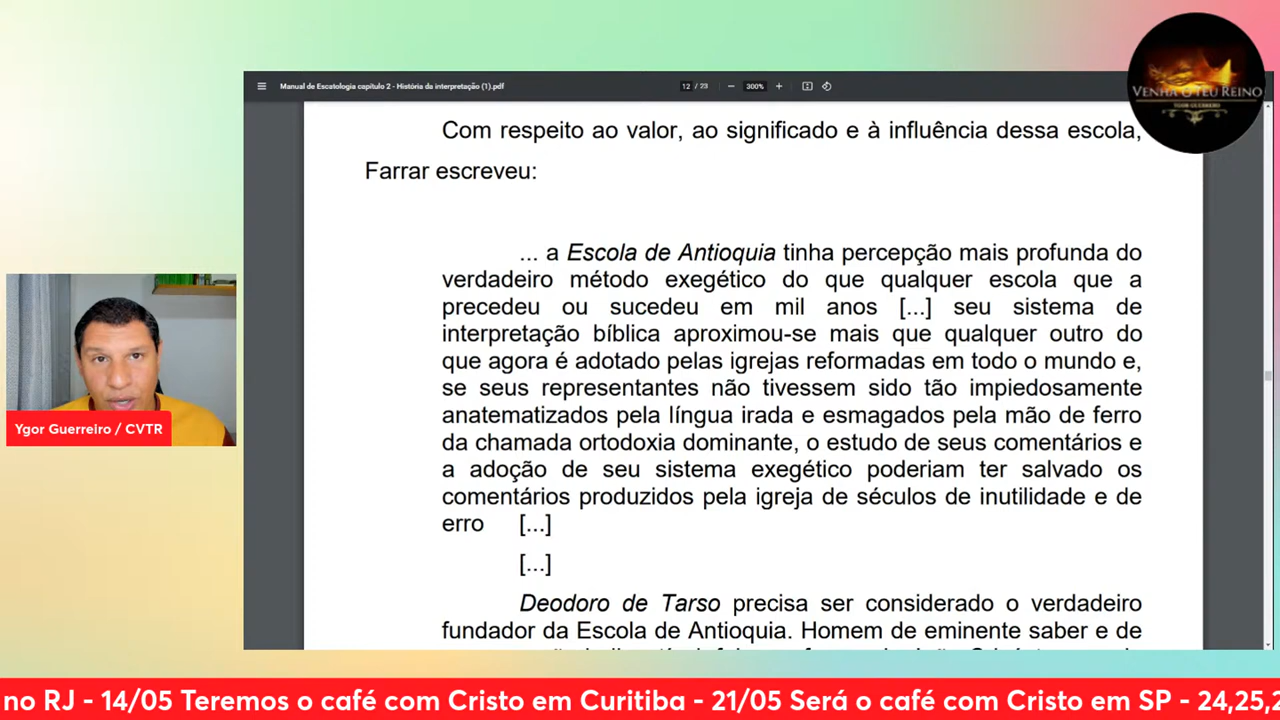 Manual de Escatologia capítulo 2 - História da interpretação (1).pdf
12 / 23
300%
VENHA O TEU REINO
YGOR GUERREIRO
Com respeito ao valor, ao significado e à influência dessa escola,
Farrar escreveu:
... a Escola de Antioquia tinha percepção mais profunda do
verdadeiro método exegético do que qualquer escola que a
precedeu ou sucedeu em mil anos [...] seu sistema de
interpretação bíblica aproximou-se mais que qualquer outro do
que agora é adotado pelas igrejas reformadas em todo o mundo e,
se seus representantes não tivessem sido tão impiedosamente
anatematizados pela língua irada e esmagados pela mão de ferro
da chamada ortodoxia dominante, o estudo de seus comentários e
a adoção de seu sistema exegético poderiam ter salvado os
comentários produzidos pela igreja de séculos de inutilidade e de
erro [...]
[...]
Deodoro de Tarso precisa ser considerado o verdadeiro
fundador da Escola de Antioquia. Homem de eminente saber e de
Ygor Guerreiro / CVTR
no RJ - 14/05 Teremos o café com Cristo em Curitiba - 21/05 Será o café com Cristo em SP - 24,25,2